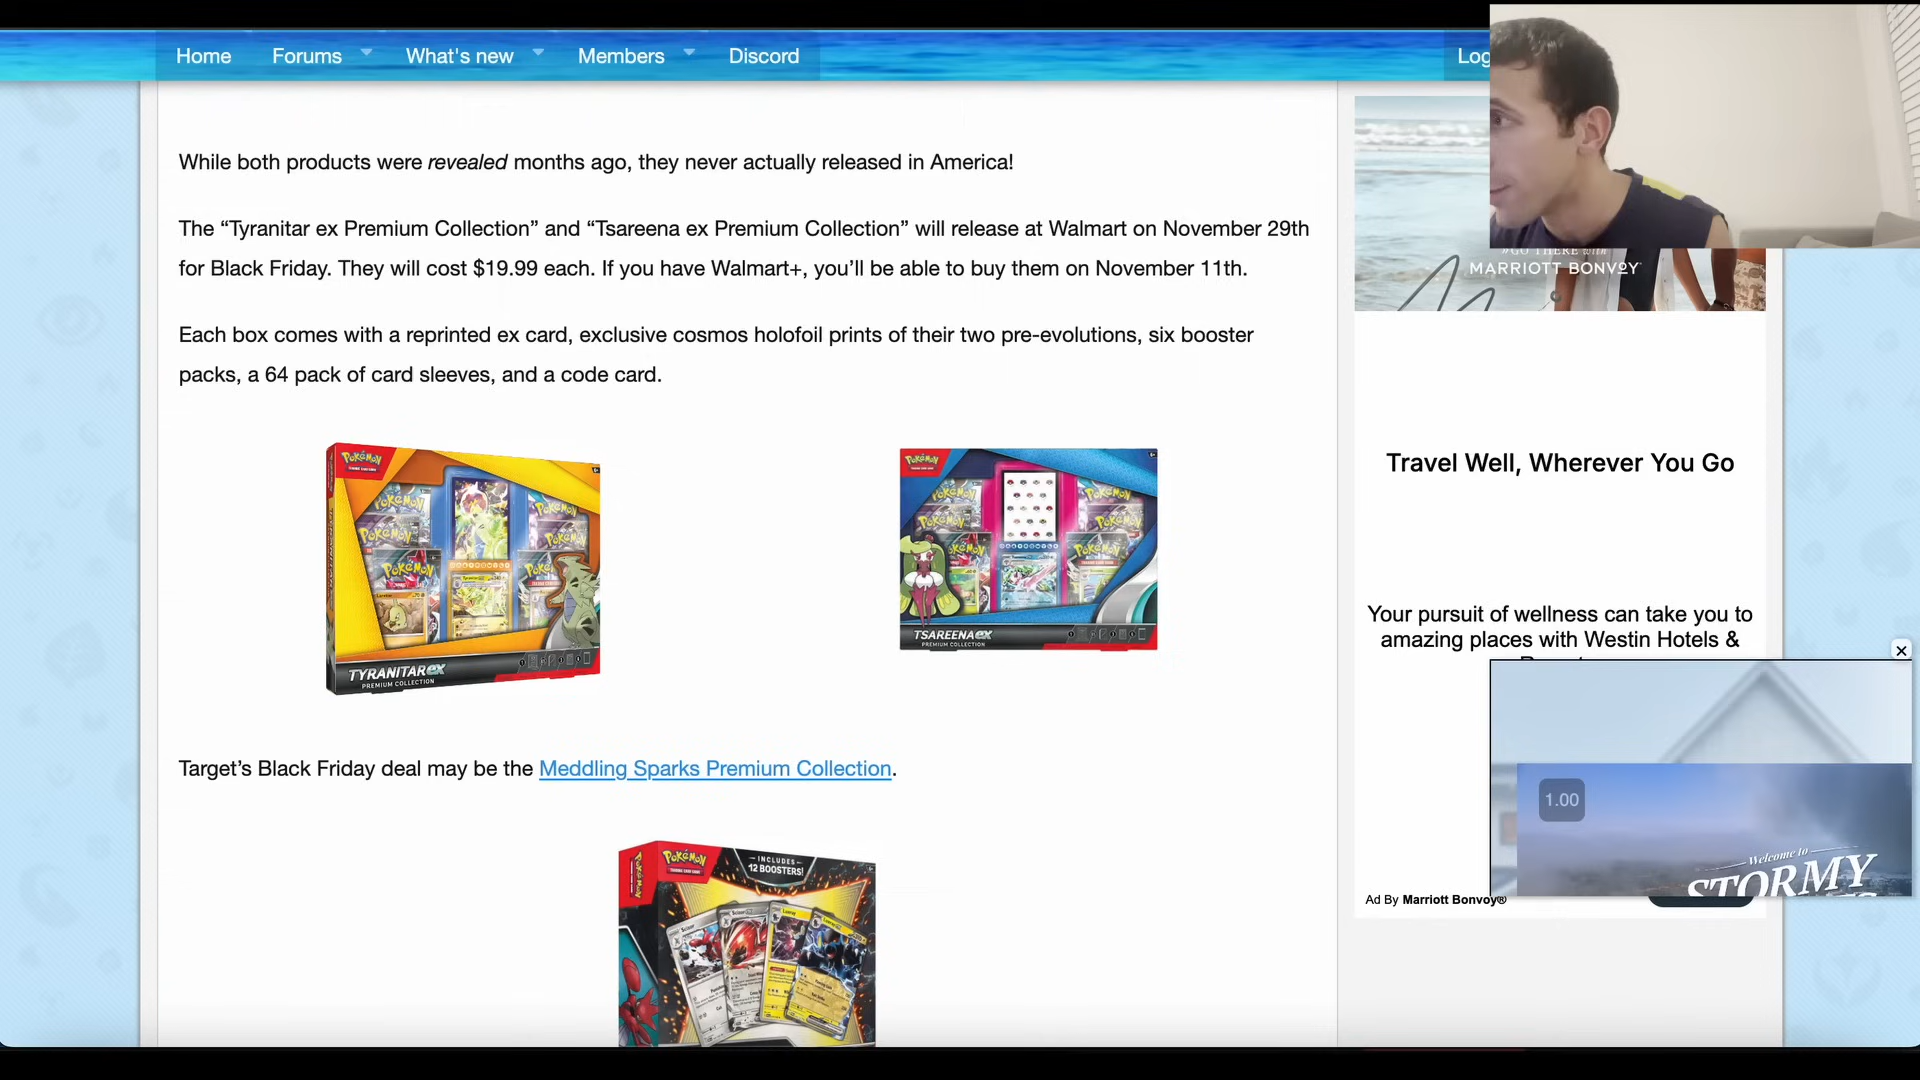 Home Forums What's new Members Discord Log
While both products were revealed months ago, they never actually released in America!
The “Tyranitar ex Premium Collection” and “Tsareena ex Premium Collection” will release at Walmart on November 29th
for Black Friday. They will cost $19.99 each. If you have Walmart+, you’ll be able to buy them on November 11th.
Each box comes with a reprinted ex card, exclusive cosmos holofoil prints of their two pre-evolutions, six booster
packs, a 64 pack of card sleeves, and a code card.
POKéMON
TYRANITAR ex
PREMIUM COLLECTION
POKéMON
TSAREENA ex
PREMIUM COLLECTION
Target’s Black Friday deal may be the Meddling Sparks Premium Collection.
POKéMON
INCLUDES
12 BOOSTERS!
GO THERE with
MARRIOTT BONVOY
Travel Well, Wherever You Go
Your pursuit of wellness can take you to
amazing places with Westin Hotels &
1.00
Welcome to
STORMY
Ad By Marriott Bonvoy®